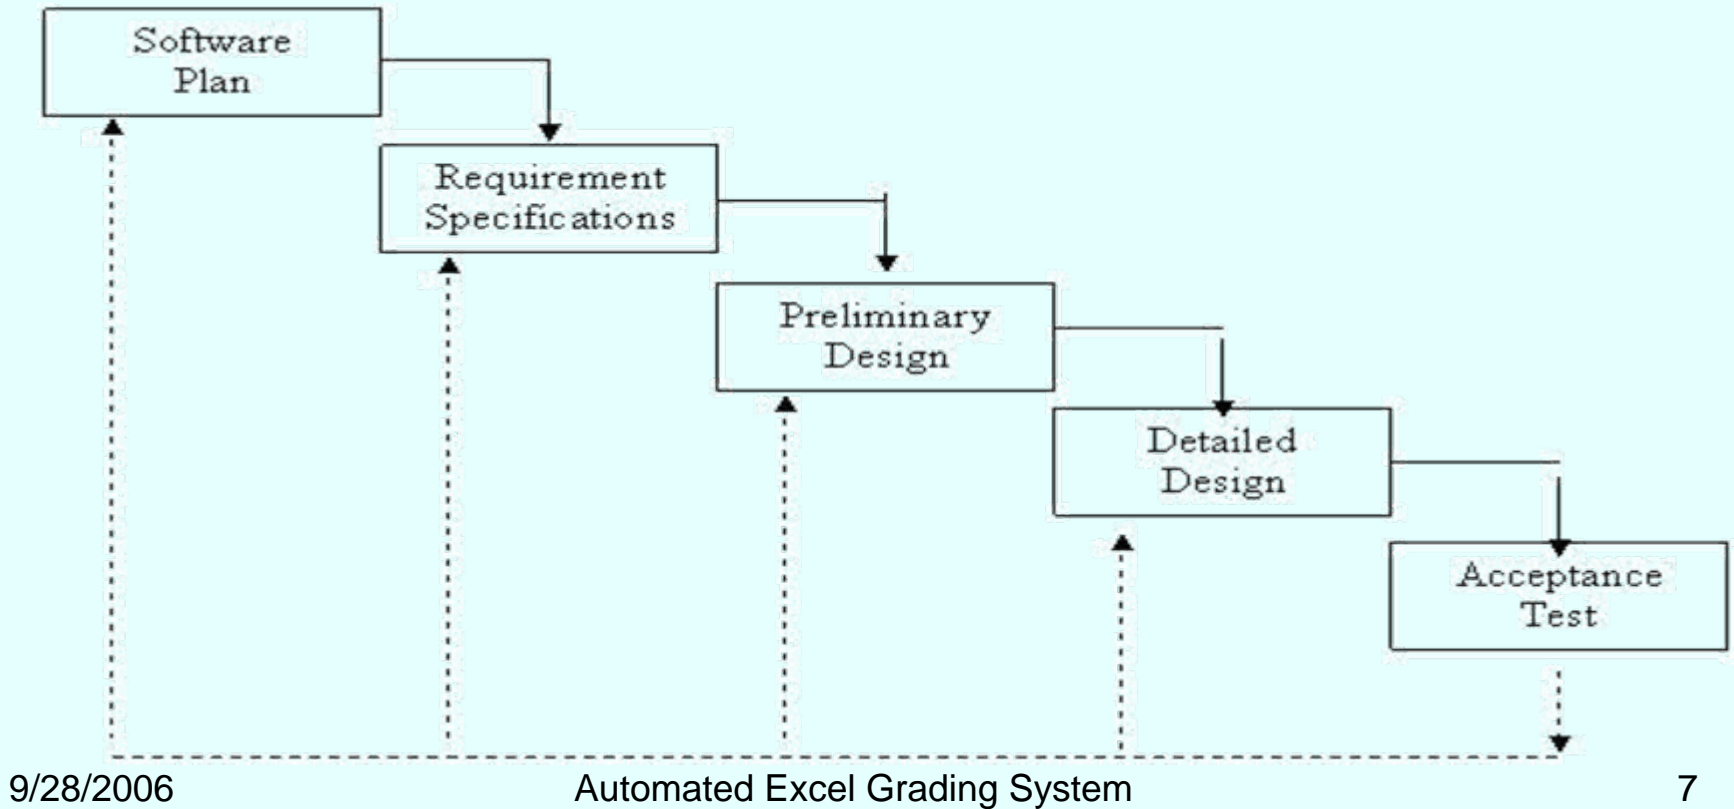 Software
Plan
Requirement
Specifications
Preliminary
Design
Detailed
Design
Acceptance
Test
9/28/2006 Automated Excel Grading System 7